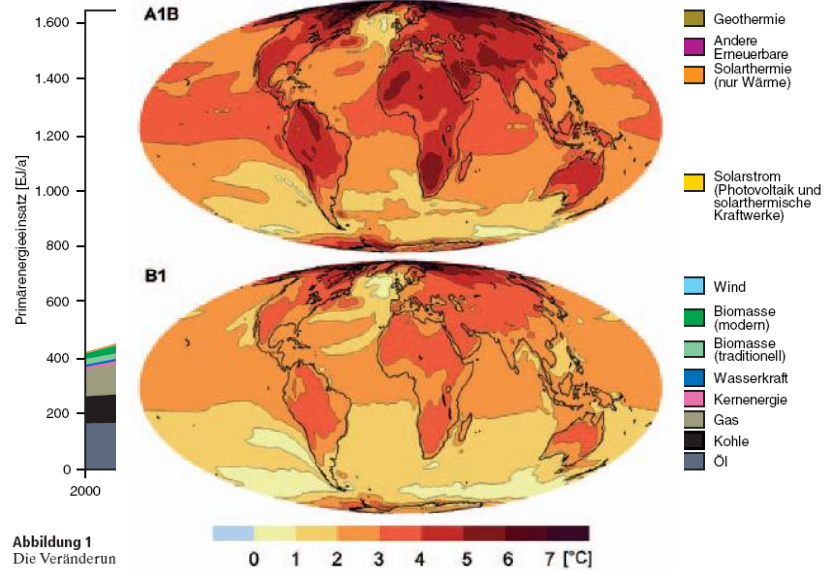 Primärenergieeinsatz [EJ/a]
1.600
1.400
1.200
1.000
800
600
400
200
0
2000
A1B
B1
0 1 2 3 4 5 6 7 [°C]
Geothermie
Andere
Erneuerbare
Solarthermie
(nur Wärme)
Solarstrom
(Photovoltaik und
solarthermische
Kraftwerke)
Wind
Biomasse
(modern)
Biomasse
(traditionell)
Wasserkraft
Kernenergie
Gas
Kohle
Öl
Abbildung 1
Die Veränderun